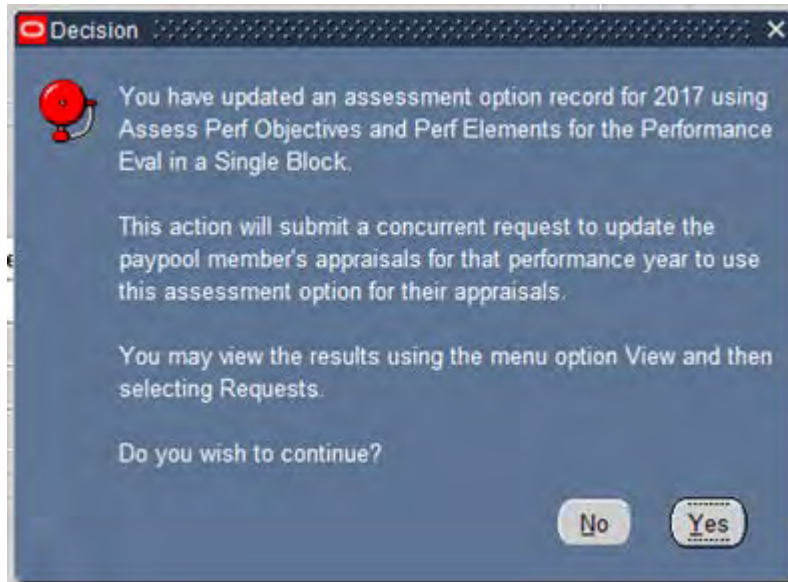 Decision
You have updated an assessment option record for 2017 using
Assess Perf Objectives and Perf Elements for the Performance
Eval in a Single Block.
This action will submit a concurrent request to update the
paypool member's appraisals for that performance year to use
this assessment option for their appraisals.
You may view the results using the menu option View and then
selecting Requests.
Do you wish to continue?
No Yes